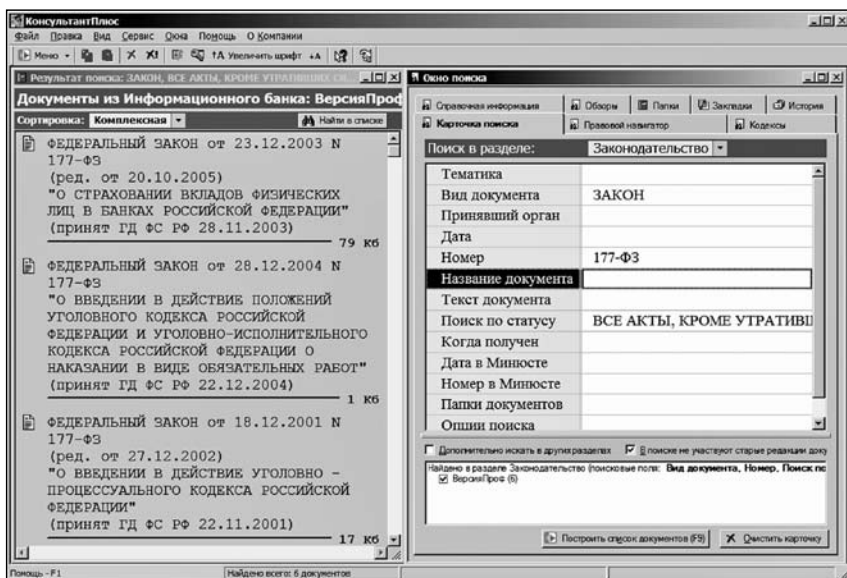 КонсультантПлюс
Файл Правка Вид Сервис Окна Помощь О Компании
Меню Увеличить шрифт
Результат поиска: ЗАКОН, ВСЕ АКТЫ, КРОМЕ УТРАТИВШИХ
Документы из Информационного банка: ВерсияПроф
Сортировка: Комплексная Найти в списке
ФЕДЕРАЛЬНЫЙ ЗАКОН от 23.12.2003 N
177-ФЗ
(ред. от 20.10.2005)
"О СТРАХОВАНИИ ВКЛАДОВ ФИЗИЧЕСКИХ
ЛИЦ В БАНКАХ РОССИЙСКОЙ ФЕДЕРАЦИИ"
(принят ГД ФС РФ 28.11.2003)
79 Кб
ФЕДЕРАЛЬНЫЙ ЗАКОН от 28.12.2004 N
177-ФЗ
"О ВВЕДЕНИИ В ДЕЙСТВИЕ ПОЛОЖЕНИЙ
УГОЛОВНОГО КОДЕКСА РОССИЙСКОЙ
ФЕДЕРАЦИИ И УГОЛОВНО-ИСПОЛНИТЕЛЬНОГО
КОДЕКСА РОССИЙСКОЙ ФЕДЕРАЦИИ О
НАКАЗАНИИ В ВИДЕ ОБЯЗАТЕЛЬНЫХ РАБОТ"
(принят ГД ФС РФ 22.12.2004)
1 Кб
ФЕДЕРАЛЬНЫЙ ЗАКОН от 18.12.2001 N
177-ФЗ
(ред. от 27.12.2002)
"О ВВЕДЕНИИ В ДЕЙСТВИЕ УГОЛОВНО -
ПРОЦЕССУАЛЬНОГО КОДЕКСА РОССИЙСКОЙ
ФЕДЕРАЦИИ"
(принят ГД ФС РФ 22.11.2001)
17 Кб
Окно поиска
Справочная информация Обзоры Папки Закладки История
Карточка поиска Правовой навигатор Кодексы
Поиск в разделе: Законодательство
Тематика
Вид документа ЗАКОН
Принявший орган
Дата
Номер 177-ФЗ
Название документа
Текст документа
Поиск по статусу ВСЕ АКТЫ, КРОМЕ УТРАТИВШ
Когда получен
Дата в Минюсте
Номер в Минюсте
Папки документов
Опции поиска
Дополнительно искать в других разделах В поиске не участвуют старые редакции доку
Найдено в разделе Законодательство (поисковые поля: Вид документа, Номер, Поиск по
ВерсияПроф (6)
Построить список документов (F9) Очистить карточку
Помощь - F1 Найдено всего: 6 документов